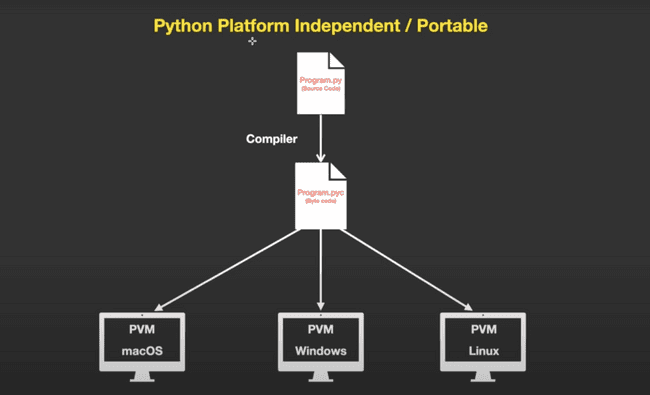 Python Platform Independent / Portable
Program.py
(Source Code)
Compiler
Program.pyc
(Byte code)
PVM
macOS
PVM
Windows
PVM
Linux